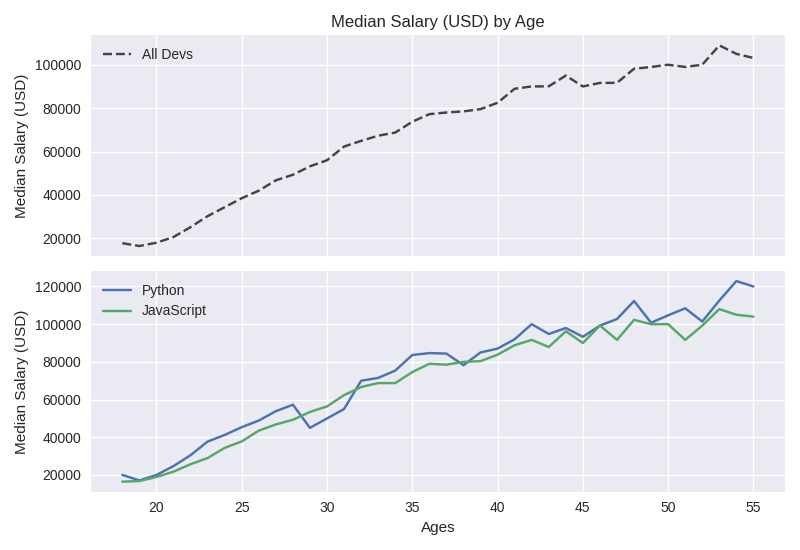 Median Salary (USD) by Age
All Devs
Median Salary (USD)
100000
80000
60000
40000
20000
Python
JavaScript
Median Salary (USD)
120000
100000
80000
60000
40000
20000
20 25 30 35 40 45 50 55
Ages